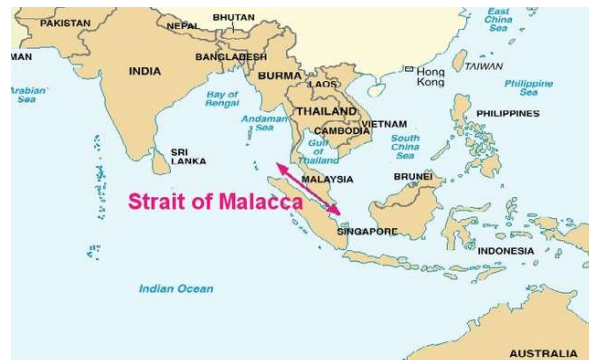 East
China
Sea
BHUTAN
PAKISTAN
NEPAL
MAN
BANGLADESH
TAIWAN
INDIA
BURMA
Hong
Kong
Philippine
Sea
Arabian
Sea
LAOS
Bay of
Bengal
THAILAND
Andaman
Sea
VIETNAM
PHILIPPINES
CAMBODIA
South
China
Sea
Gulf
of
Thailand
SRI
LANKA
MALAYSIA
BRUNEI
Strait of Malacca
SINGAPORE
INDONESIA
Indian Ocean
AUSTRALIA